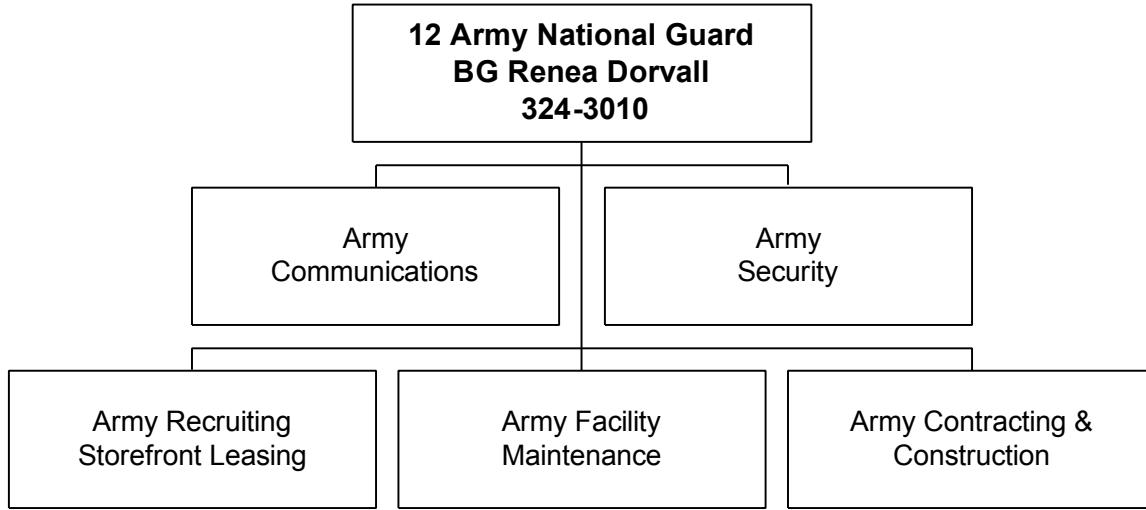 12 Army National Guard
BG Renea Dorvall
324-3010
Army
Communications
Army
Security
Army Recruiting
Storefront Leasing
Army Facility
Maintenance
Army Contracting &
Construction